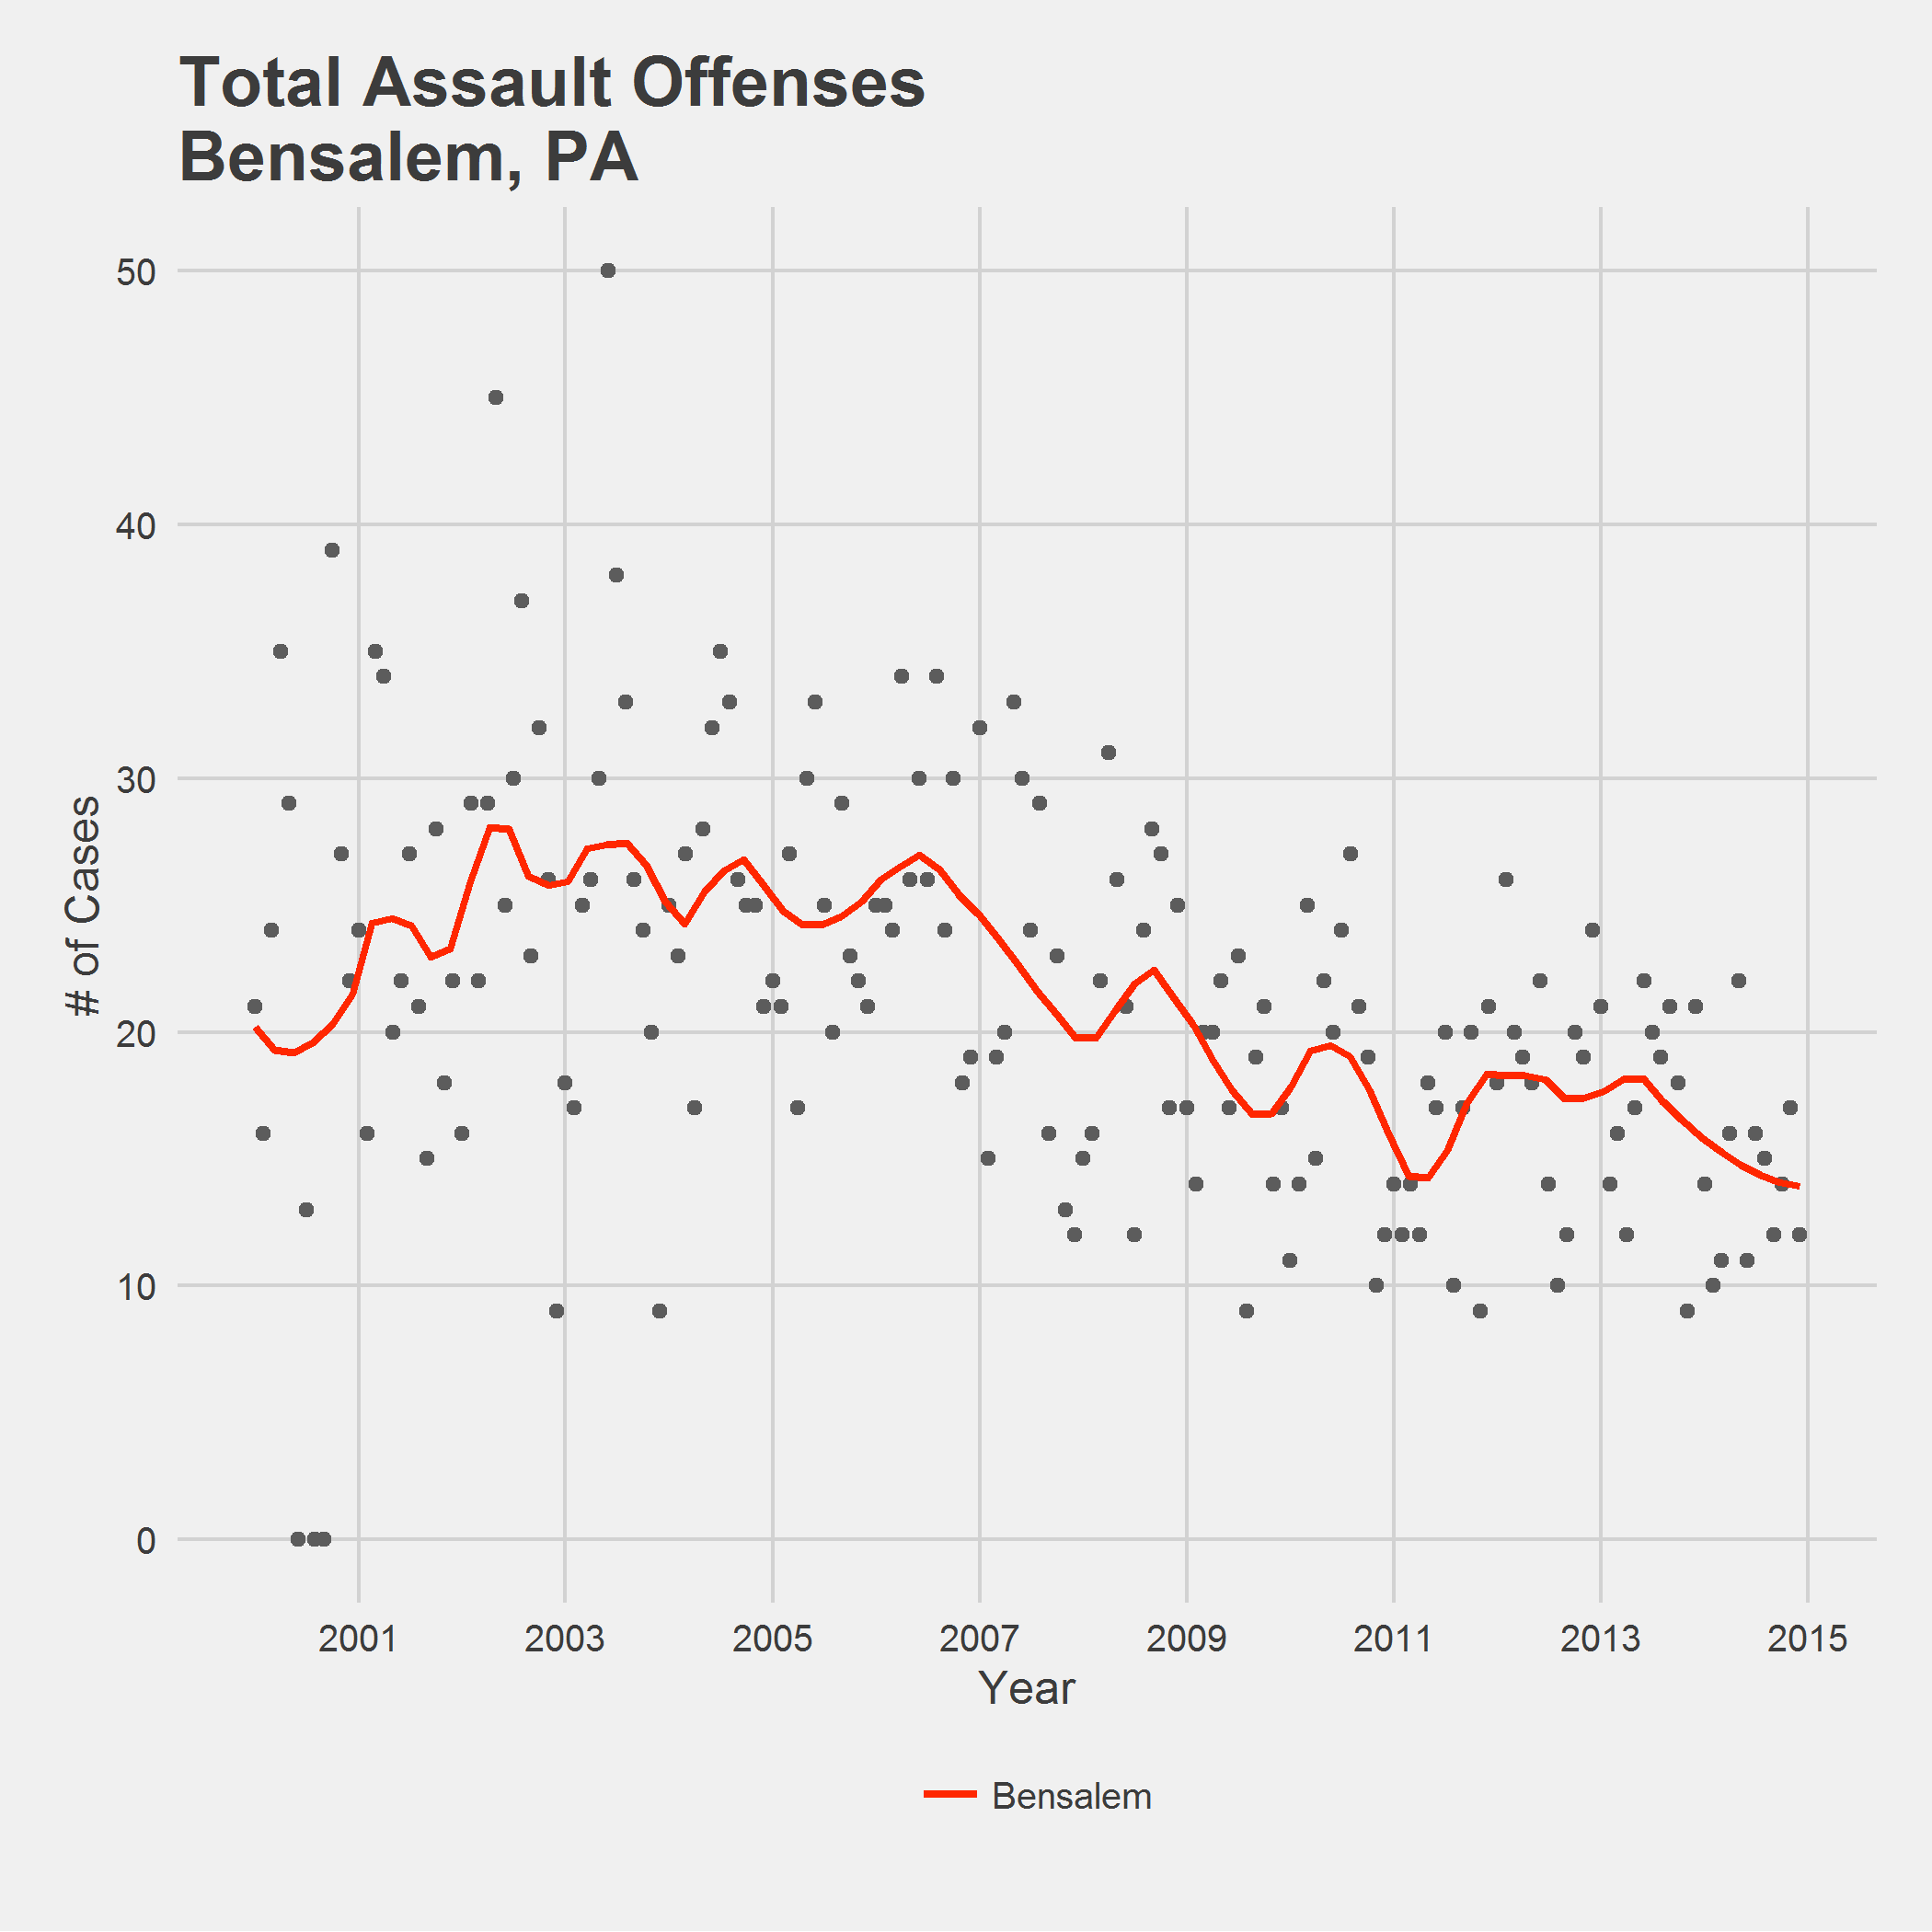 Total Assault Offenses
Bensalem, PA
50
40
30
20
10
0
# of Cases
2001 2003 2005 2007 2009 2011 2013 2015
Year
Bensalem